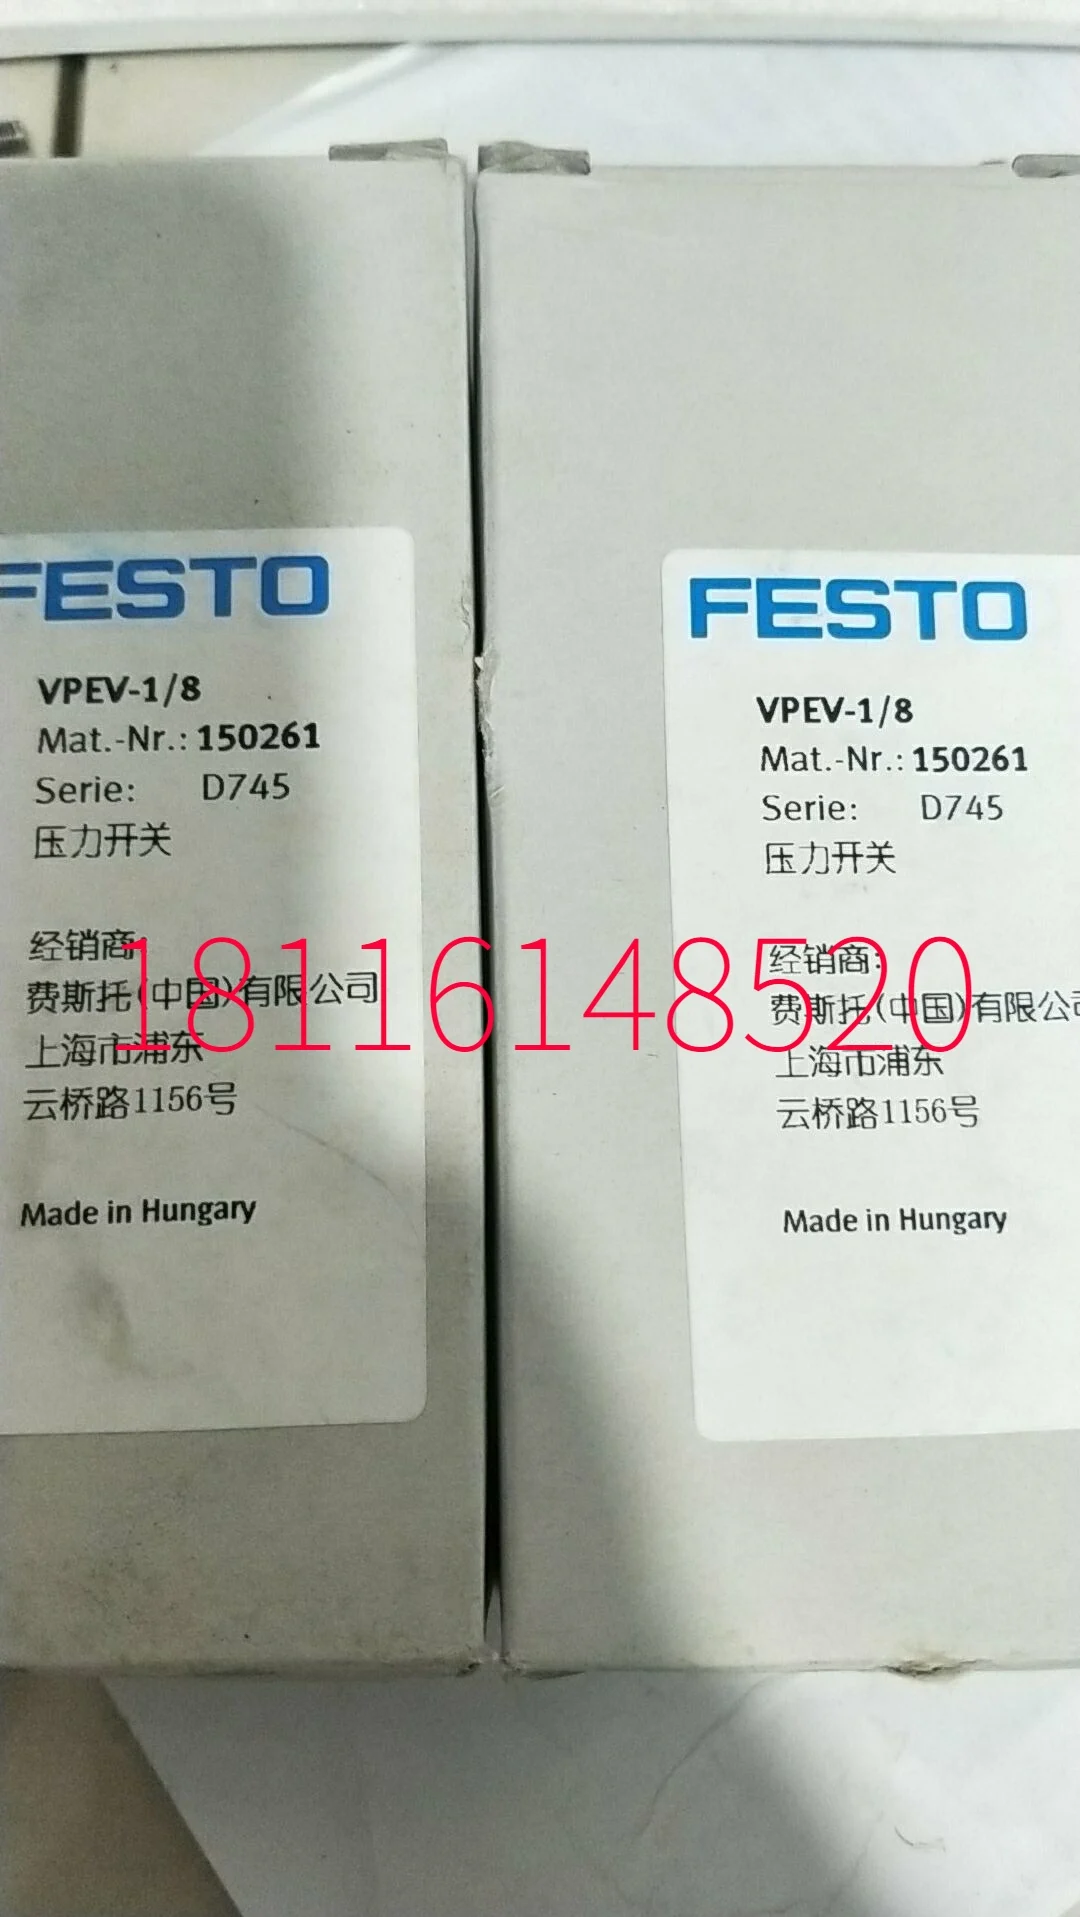 FESTO
VPEV-1/8
Mat.-Nr.: 150261
Serie: D745
压力开关
经销商:
费斯托(中国)有限公司
上海市浦东
云桥路1156号
Made in Hungary
FESTO
VPEV-1/8
Mat.-Nr.: 150261
Serie: D745
压力开关
经销商:
费斯托(中国)有限公司
上海市浦东
云桥路1156号
Made in Hungary
18116148520